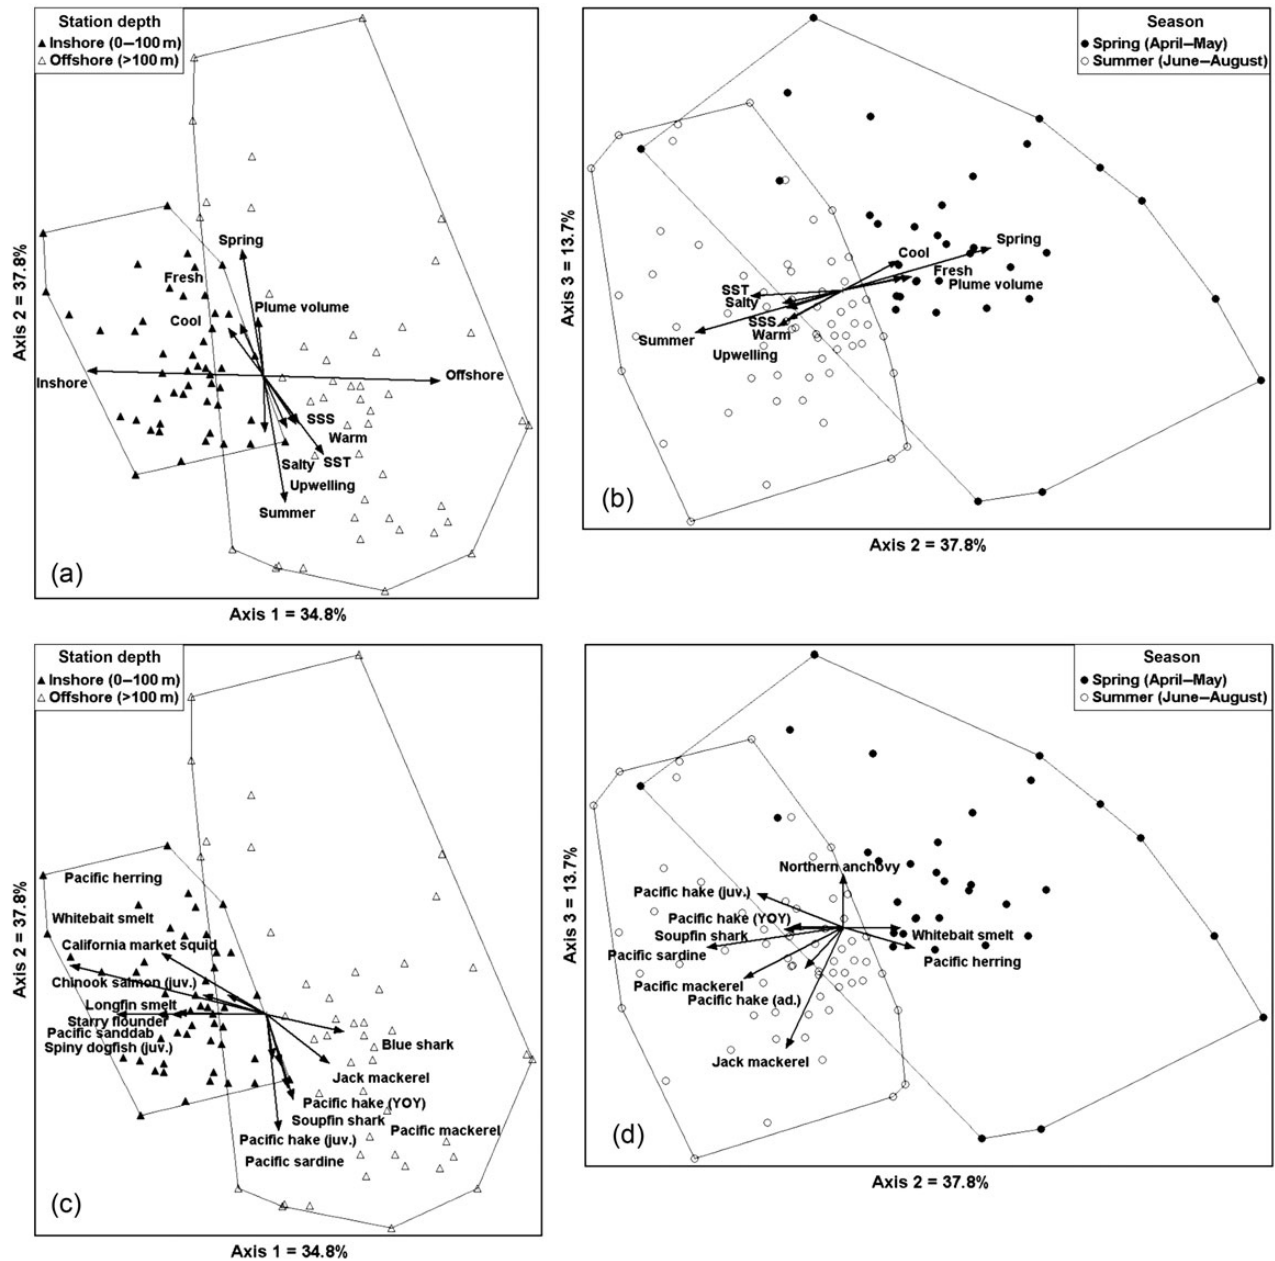 Station depth
▲ Inshore (0–100 m)
△ Offshore (>100 m)
Spring
Fresh
Plume volume
Cool
Inshore
Offshore
SSS
Warm
Salty
SST
Upwelling
Summer
(a)
Axis 2 = 37.8%
Axis 1 = 34.8%
Season
● Spring (April–May)
○ Summer (June–August)
Cool
Spring
Fresh
Plume volume
SST
Salty
SSS
Warm
Summer
Upwelling
(b)
Axis 3 = 13.7%
Axis 2 = 37.8%
Station depth
▲ Inshore (0–100 m)
△ Offshore (>100 m)
Pacific herring
Whitebait smelt
California market squid
Chinook salmon (juv.)
Longfin smelt
Starry flounder
Pacific sanddab
Spiny dogfish (juv.)
Blue shark
Jack mackerel
Pacific hake (YOY)
Soupfin shark
Pacific mackerel
Pacific hake (juv.)
Pacific sardine
(c)
Axis 2 = 37.8%
Axis 1 = 34.8%
Season
● Spring (April–May)
○ Summer (June–August)
Northern anchovy
Pacific hake (juv.)
Pacific hake (YOY)
Soupfin shark
Whitebait smelt
Pacific sardine
Pacific herring
Pacific mackerel
Pacific hake (ad.)
Jack mackerel
(d)
Axis 3 = 13.7%
Axis 2 = 37.8%